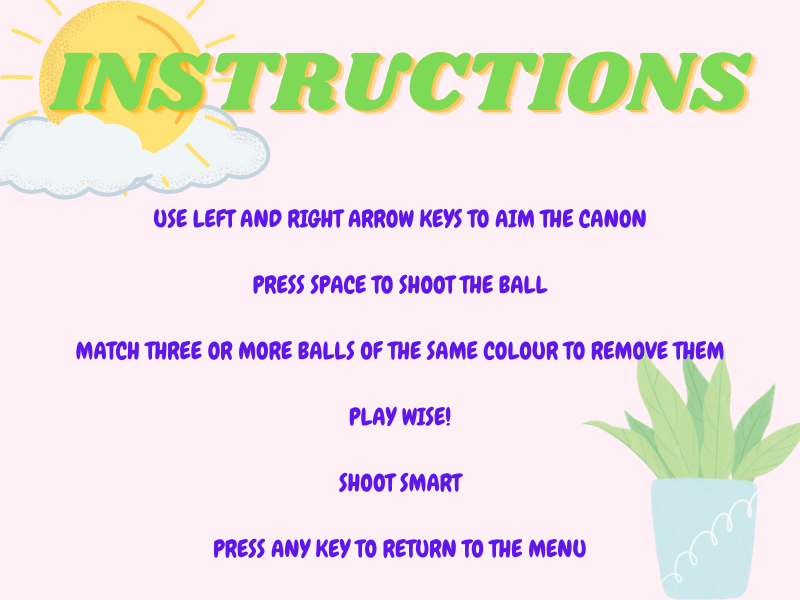 INSTRUCTIONS
USE LEFT AND RIGHT ARROW KEYS TO AIM THE CANON
PRESS SPACE TO SHOOT THE BALL
MATCH THREE OR MORE BALLS OF THE SAME COLOUR TO REMOVE THEM
PLAY WISE!
SHOOT SMART
PRESS ANY KEY TO RETURN TO THE MENU